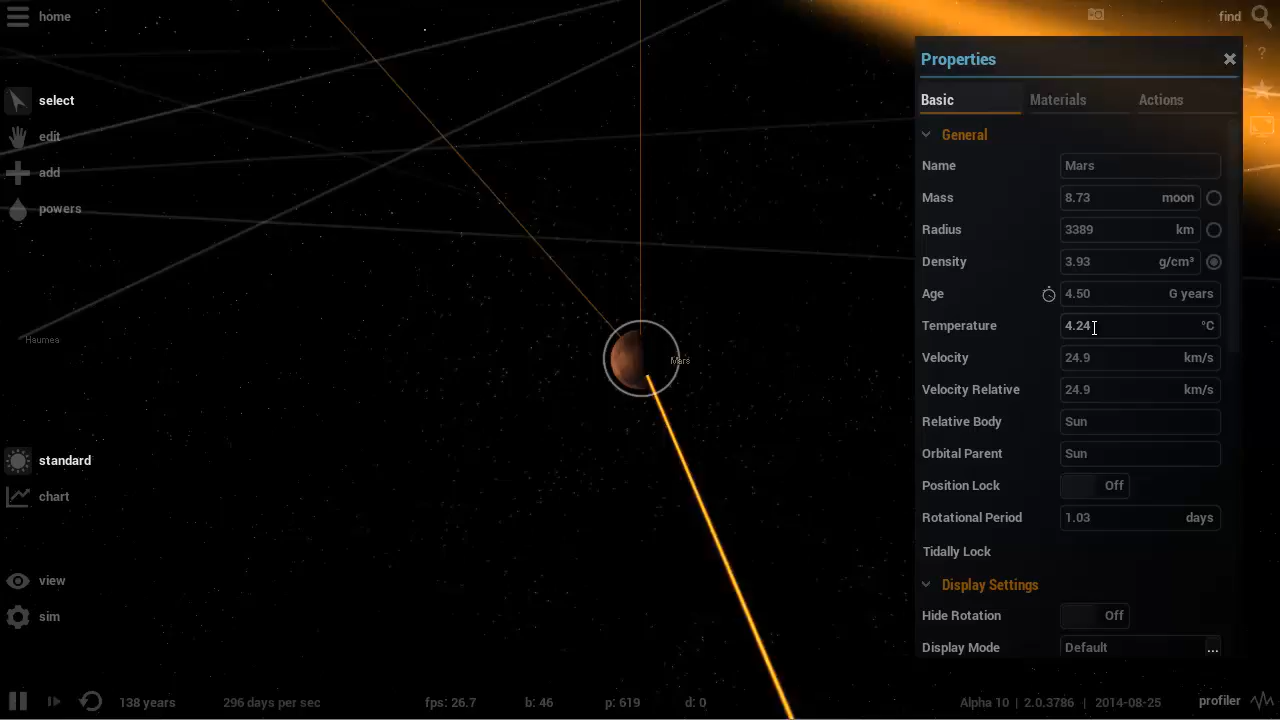 home
find
Properties
?
select
Basic Materials Actions
edit
General
add
Name Mars
powers
Mass 8.73 moon
Radius 3389 km
Density 3.93 g/cm³
Age 4.50 G years
Temperature 4.24 °C
Haumea
Velocity 24.9 km/s
Mars
Velocity Relative 24.9 km/s
Relative Body Sun
Orbital Parent Sun
standard
Position Lock Off
chart
Rotational Period 1.03 days
Tidally Lock
view
Display Settings
sim
Hide Rotation Off
Display Mode Default ...
138 years 296 days per sec fps: 26.7 b: 46 p: 619 d: 0 Alpha 10 | 2.0.3786 | 2014-08-25 profiler